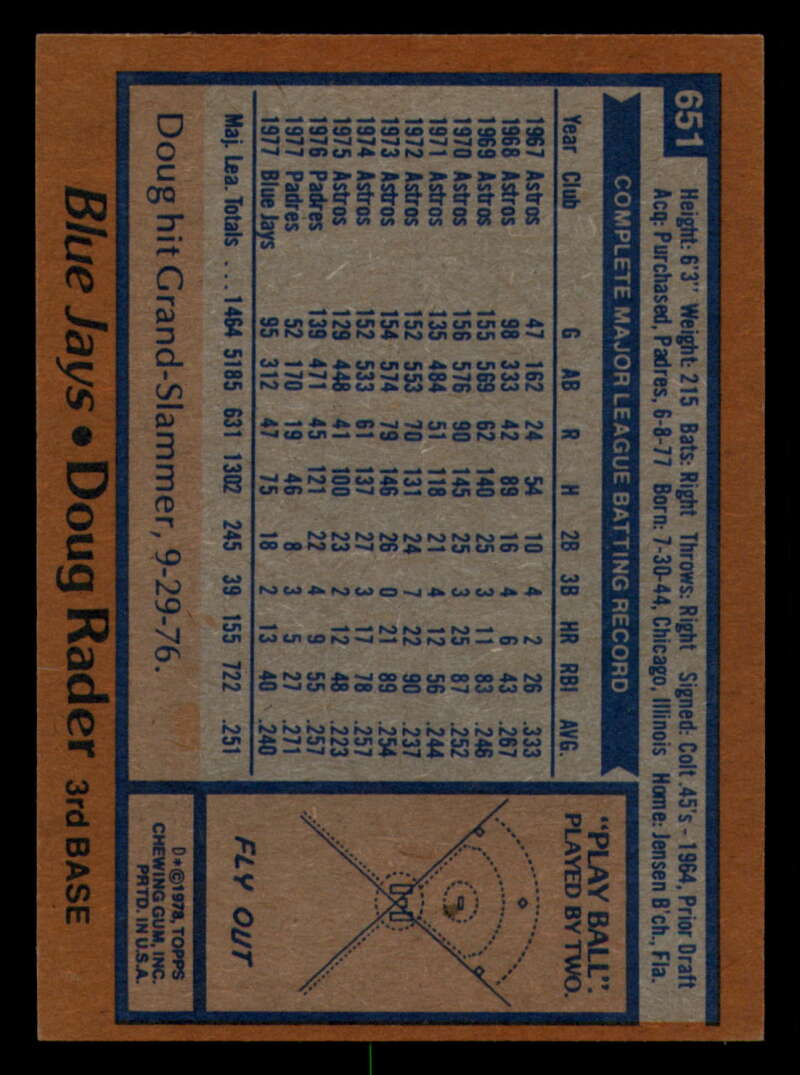 651
Height: 6'3" Weight: 215 Bats: Right Throws: Right Signed: Colt .45's - 1964, Prior Draft
Acq: Purchased, Padres, 6-8-77 Born: 7-30-44, Chicago, Illinois Home: Jensen B'ch., Fla.
COMPLETE MAJOR LEAGUE BATTING RECORD
Year Club G AB R H 2B 3B HR RBI AVG.
1967 Astros 47 162 24 54 10 4 2 26 .333
1968 Astros 98 333 42 89 16 4 6 43 .267
1969 Astros 155 569 62 140 25 3 11 83 .246
1970 Astros 156 576 90 145 25 3 25 87 .252
1971 Astros 135 484 51 118 21 4 12 56 .244
1972 Astros 152 553 70 131 24 7 22 90 .237
1973 Astros 154 574 79 146 26 0 21 89 .254
1974 Astros 152 533 61 137 27 3 17 78 .257
1975 Astros 129 448 41 100 23 2 12 48 .223
1976 Padres 139 471 45 121 22 4 9 55 .257
1977 Padres 52 170 19 46 8 3 5 27 .271
1977 Blue Jays 95 312 47 75 18 2 13 40 .240
Maj. Lea. Totals ... 1464 5185 631 1302 245 39 155 722 .251
Doug hit Grand-Slammer, 9-29-76.
"PLAY BALL".
PLAYED BY TWO.
FLY OUT
D*©1978, TOPPS
CHEWING GUM, INC.
PRTD. IN U.S.A.
Blue Jays • Doug Rader 3rd BASE